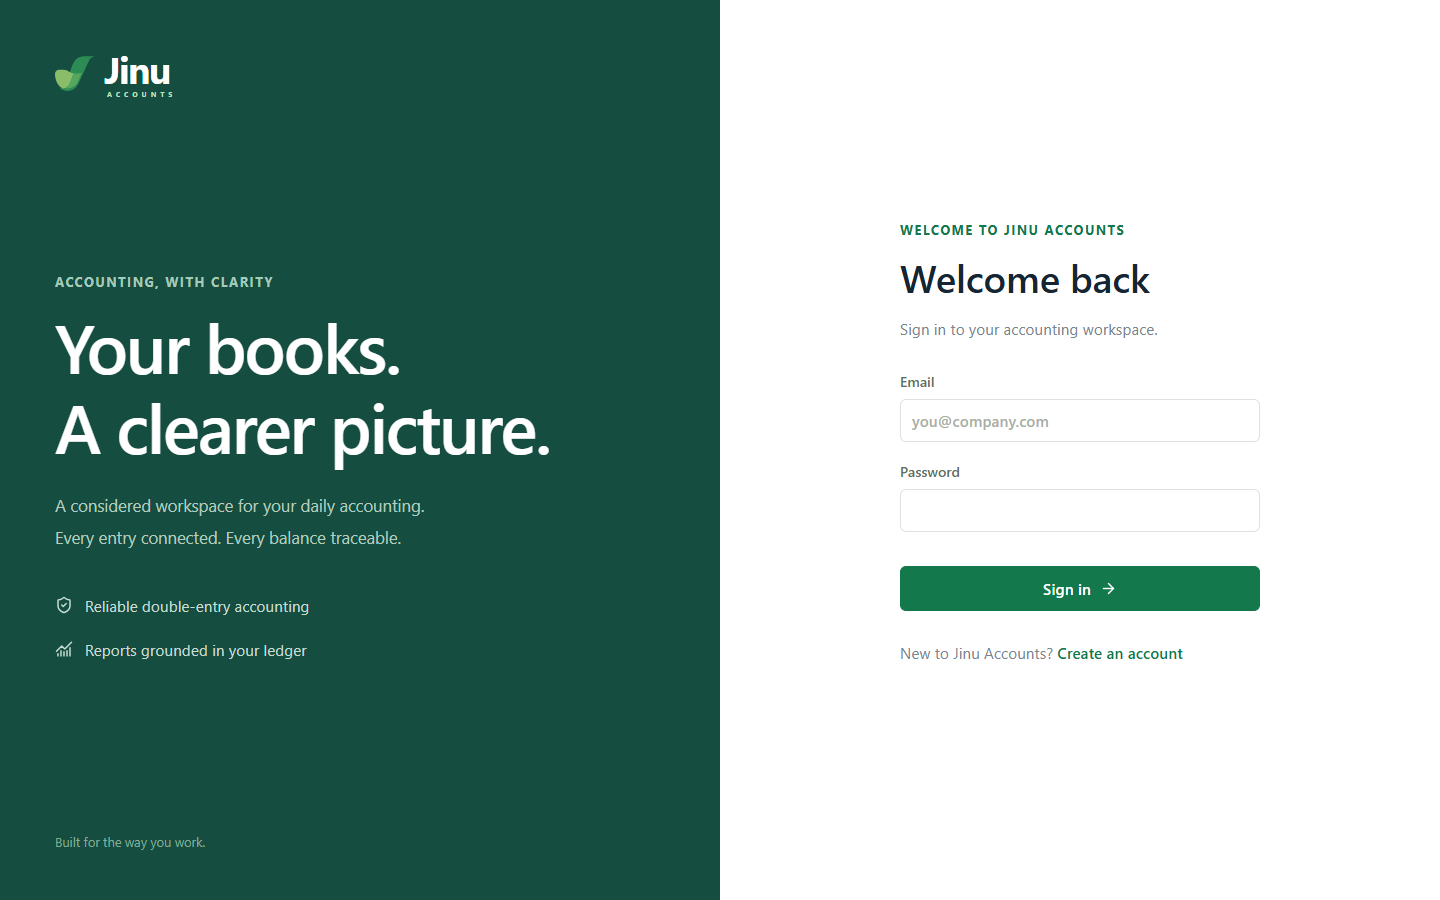 Jinu
ACCOUNTS
ACCOUNTING, WITH CLARITY
Your books.
A clearer picture.
A considered workspace for your daily accounting.
Every entry connected. Every balance traceable.
Reliable double-entry accounting
Reports grounded in your ledger
Built for the way you work.
WELCOME TO JINU ACCOUNTS
Welcome back
Sign in to your accounting workspace.
Email
you@company.com
Password
Sign in
New to Jinu Accounts? Create an account